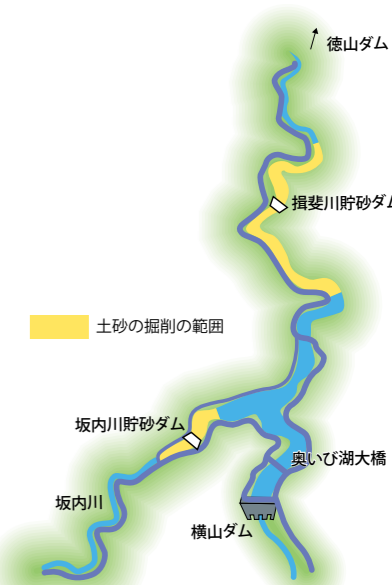 徳山ダム
揖斐川貯砂ダム
土砂の掘削の範囲
坂内川貯砂ダム
奥いび湖大橋
坂内川
横山ダム